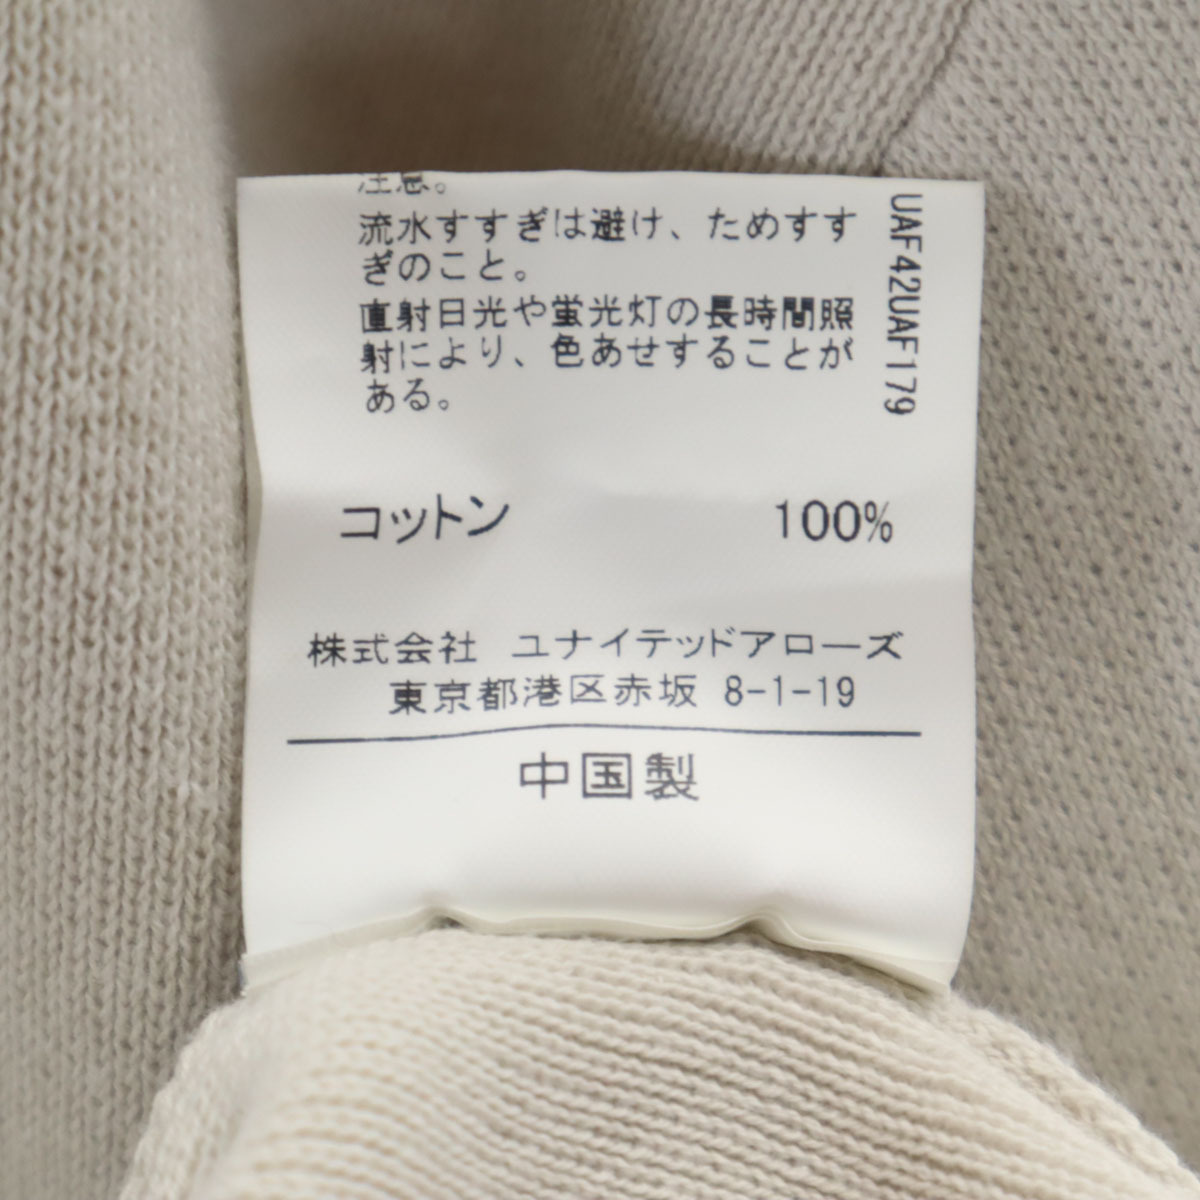 注意。
流水すすぎは避け、ためすす
ぎのこと。
直射日光や蛍光灯の長時間照
射により、色あせすることが
ある。
UAF42UAF179
コットン 100%
株式会社 ユナイテッドアローズ
東京都港区赤坂 8-1-19
中国製